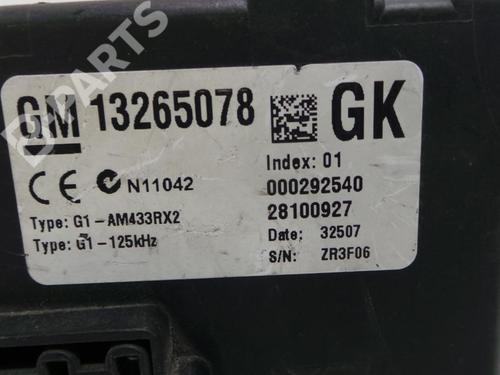 GM 13265078 GK
CE N11042
Type: G1-AM433RX2
Type: G1-125kHz
Index: 01
000292540
28100927
Date: 32507
S/N: ZR3F06
PARTS